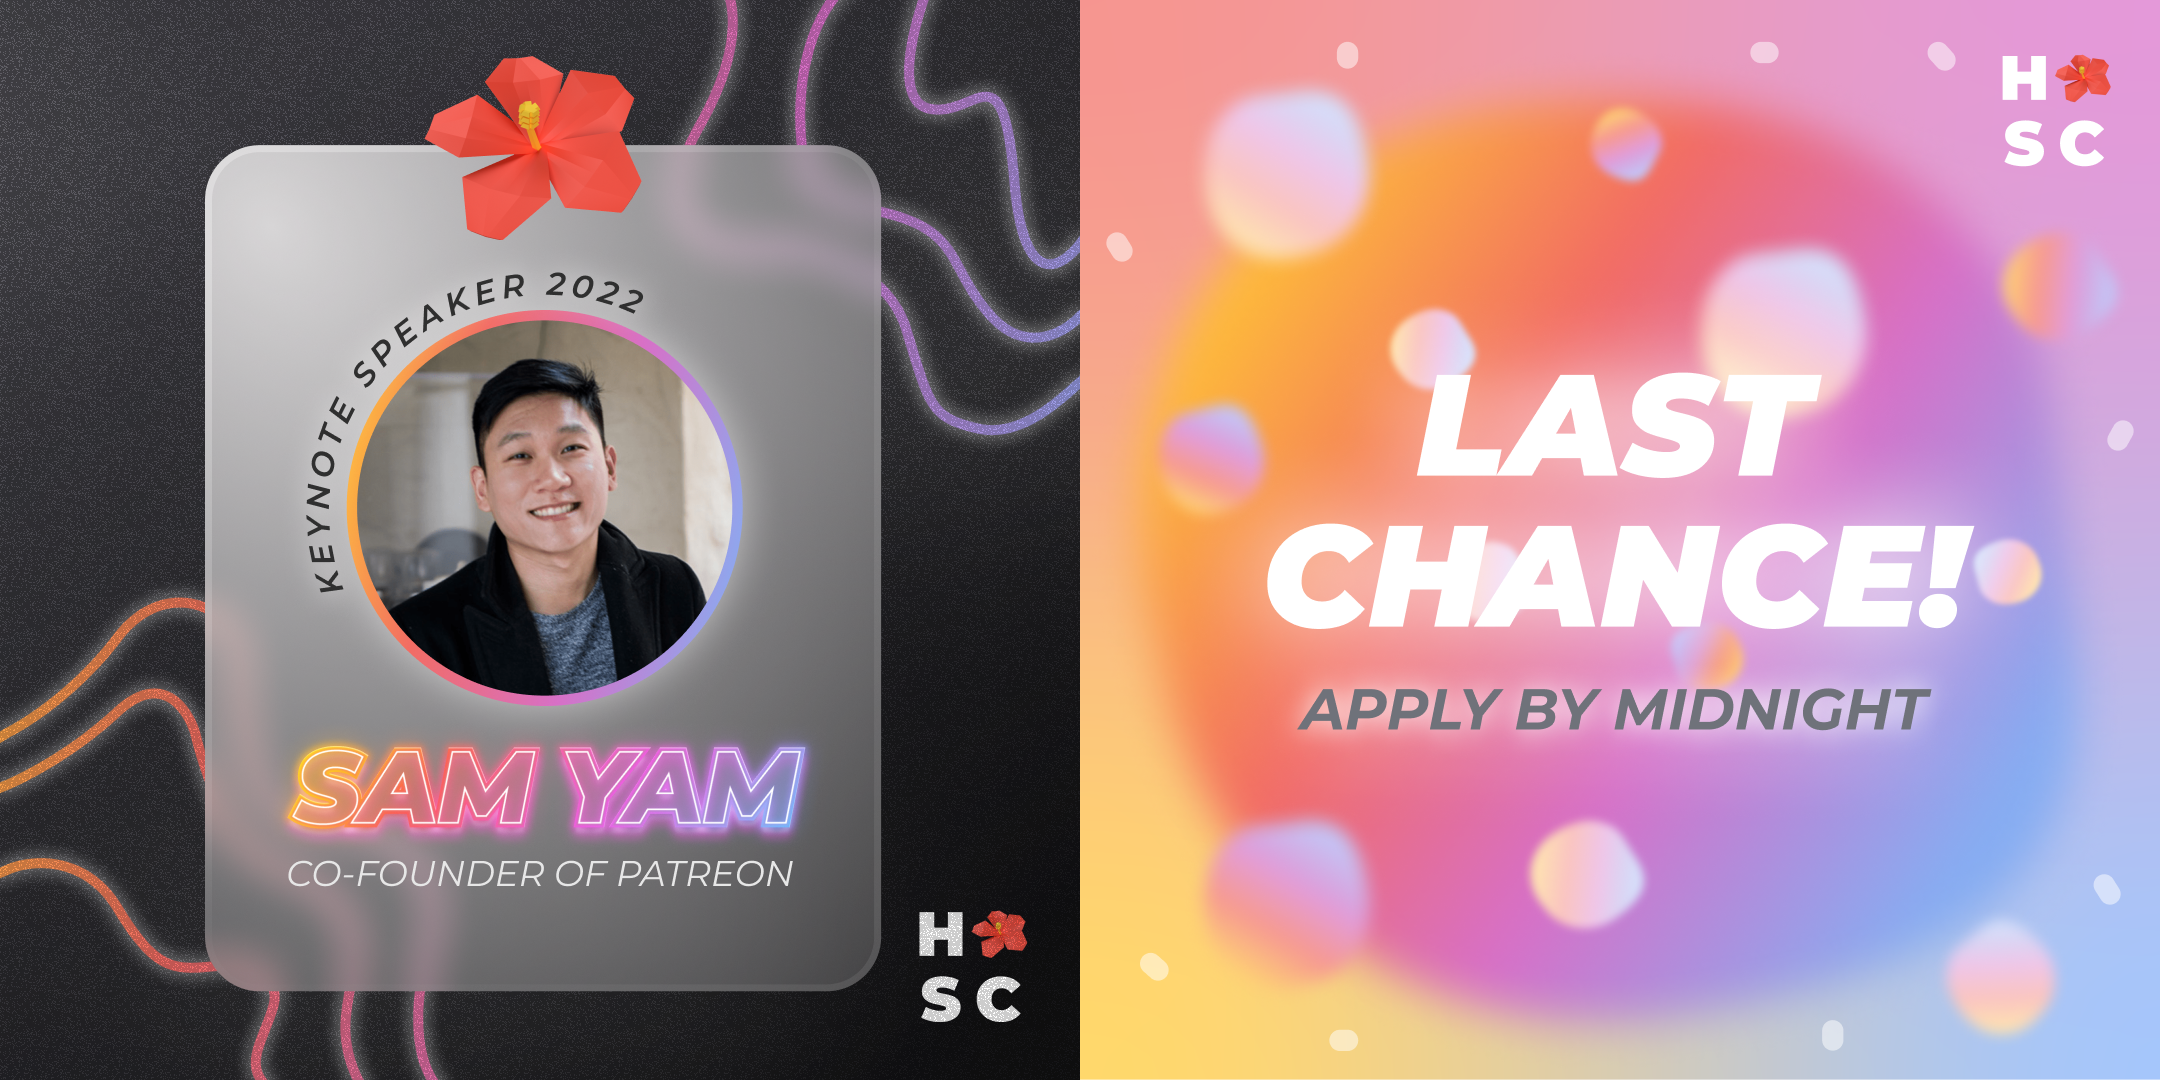 KEYNOTE SPEAKER 2022
SAM YAM
CO-FOUNDER OF PATREON
H
SC
H
SC
LAST
CHANCE!
APPLY BY MIDNIGHT